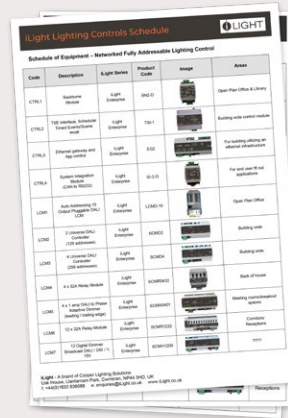 iLight Lighting Controls Schedule
iLIGHT
Schedule of Equipment – Networked Fully Addressable Lighting Control
Code Description iLight Series Product Code Image Areas
CTRL1 Backbone Module iLight Enterprise SN2-D Open Plan Office & Library
CTRL2 TSE Interface, Scheduler Timed Events/Scene recall iLight Enterprise TSI-1 Building wide control module
CTRL3 Ethernet gateway and App control iLight Enterprise EG2 For building utilizing an ethernet infrastructure
CTRL4 System Integration Module (CAN to RS232) iLight Enterprise SI-2-D For end user fit out applications
LCM1 Auto Addressing 10 Output Pluggable DALI LCM iLight Enterprise LCMD-10 Open Plan Office
LCM2 2 Universe DALI Controller (128 addresses) iLight Enterprise SCMD2 Building wide
LCM3 4 Universe DALI Controller (256 addresses) iLight Enterprise SCMD4 Building wide
LCM4 4 x 32A Relay Module iLight Enterprise SCMR0432 Back of house
LCM5 4 x 1 amp DALI to Phase Adaptive Dimmer (leading / trailing edge) iLight Enterprise Meeting rooms/breakout spaces
LCM6 12 x 32A Relay Module iLight Enterprise Corridors/ Receptions
LCM7 12 Digital Dimmer Broadcast DALI / DSI / 1-10V iLight Enterprise
iLight - A brand of Cooper Lighting Solutions
Usk House, Llantarnam Park, Cwmbran, NP44 3HD, UK
t: +44(0)1633 838088 e: enquiries@iLight.co.uk www.iLight.co.uk
Receptions